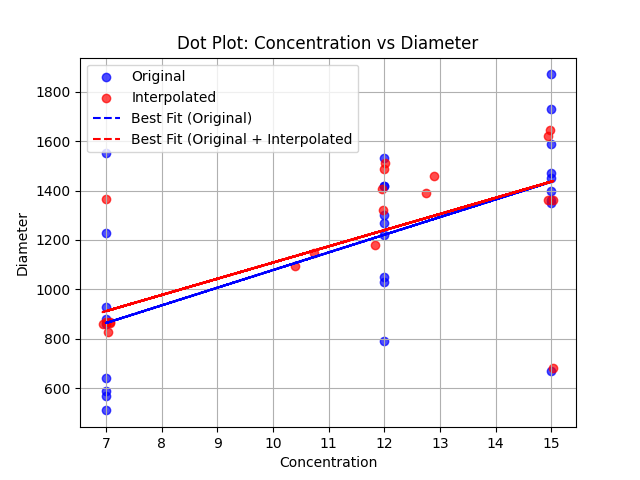 Dot Plot: Concentration vs Diameter
Original
Interpolated
Best Fit (Original)
Best Fit (Original + Interpolated
Diameter
1800
1600
1400
1200
1000
800
600
7 8 9 10 11 12 13 14 15
Concentration